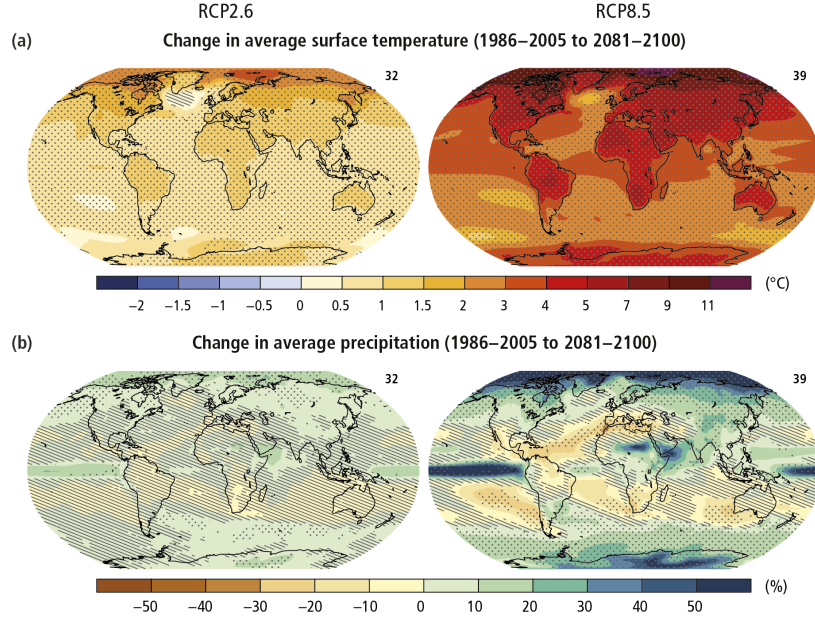 RCP2.6 RCP8.5
(a) Change in average surface temperature (1986–2005 to 2081–2100)
32 39
−2 −1.5 −1 −0.5 0 0.5 1 1.5 2 3 4 5 7 9 11 (°C)
(b) Change in average precipitation (1986–2005 to 2081–2100)
32 39
−50 −40 −30 −20 −10 0 10 20 30 40 50 (%)